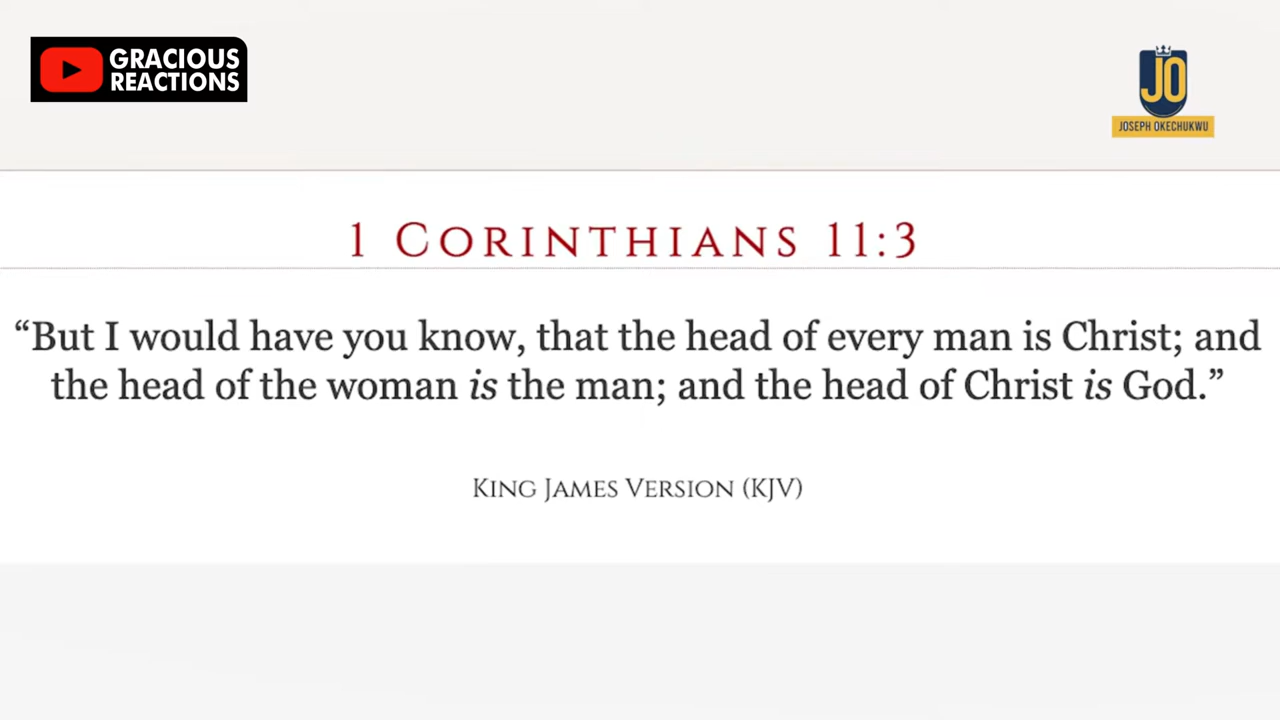 GRACIOUS
REACTIONS
JO
JOSEPH OKECHUKWU
1 CORINTHIANS 11:3
“But I would have you know, that the head of every man is Christ; and
the head of the woman is the man; and the head of Christ is God.”
KING JAMES VERSION (KJV)